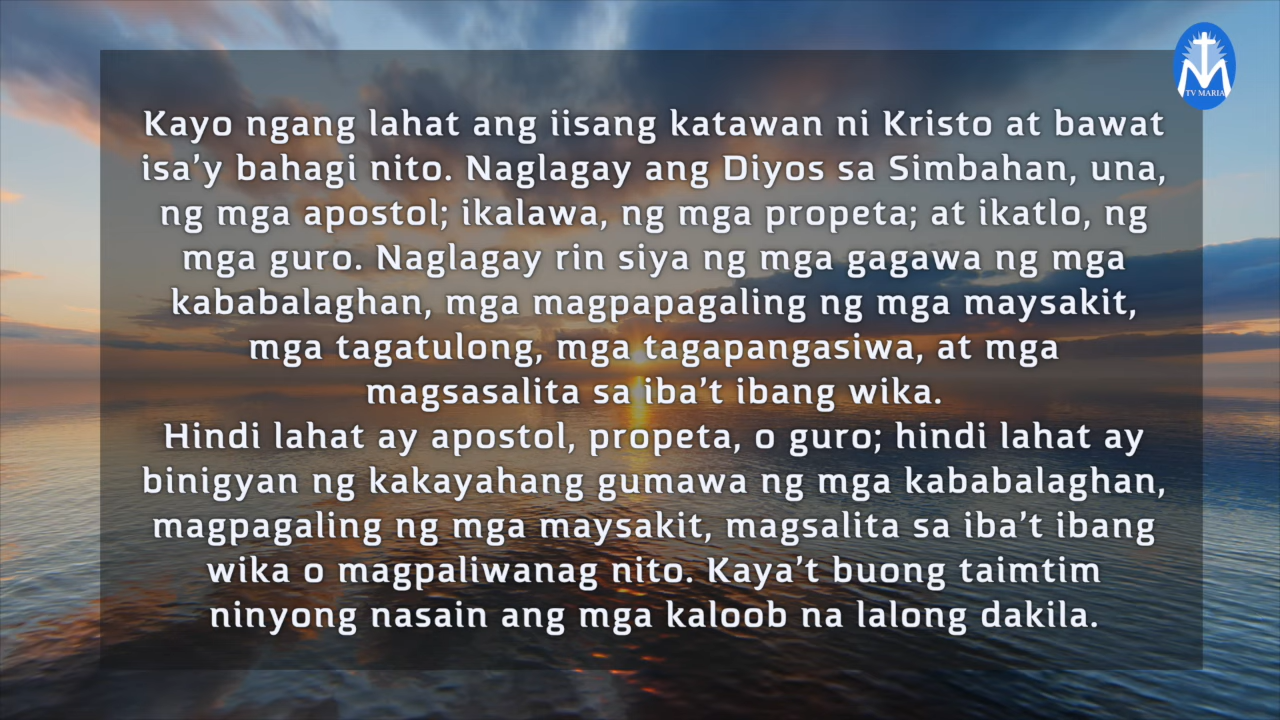 TV MARIA
Kayo ngang lahat ang iisang katawan ni Kristo at bawat
isa’y bahagi nito. Naglagay ang Diyos sa Simbahan, una,
ng mga apostol; ikalawa, ng mga propeta; at ikatlo, ng
mga guro. Naglagay rin siya ng mga gagawa ng mga
kababalaghan, mga magpapagaling ng mga maysakit,
mga tagatulong, mga tagapangasiwa, at mga
magsasalita sa iba’t ibang wika.
Hindi lahat ay apostol, propeta, o guro; hindi lahat ay
binigyan ng kakayahang gumawa ng mga kababalaghan,
magpagaling ng mga maysakit, magsalita sa iba’t ibang
wika o magpaliwanag nito. Kaya’t buong taimtim
ninyong nasain ang mga kaloob na lalong dakila.